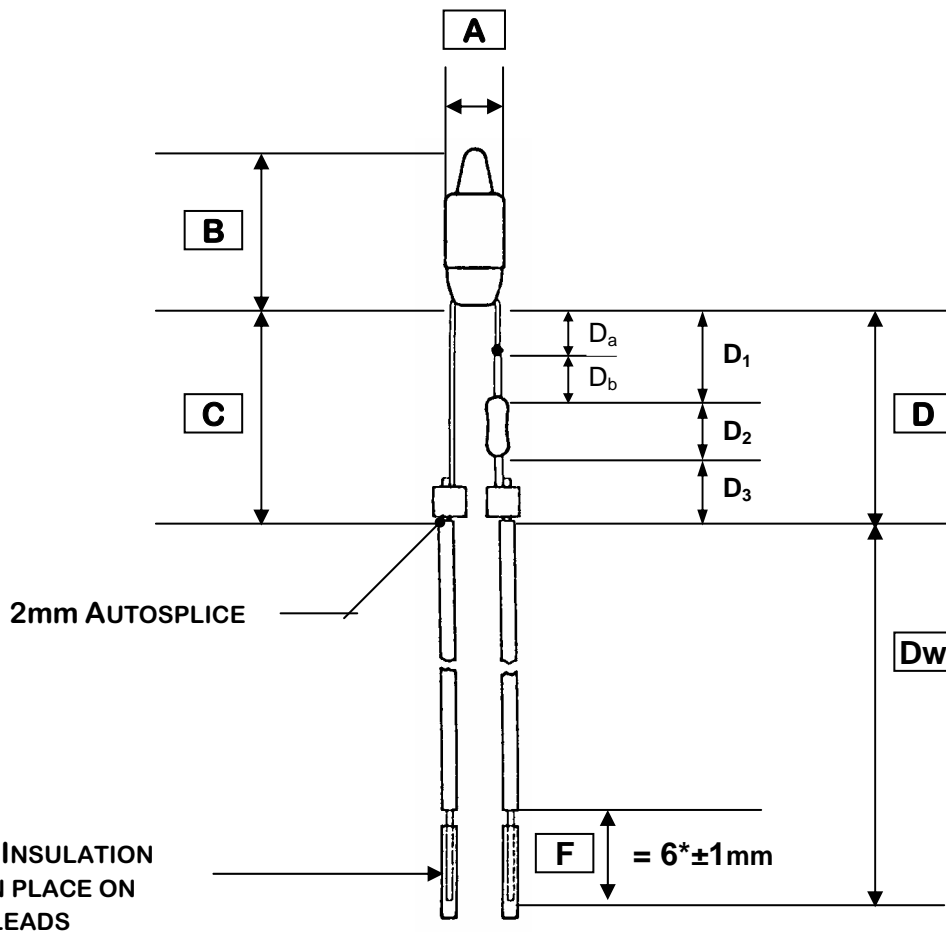 A
B
Da
D1
Db
C
D2
D
D3
2mm AUTOSPLICE
Dw
INSULATION
PLACE ON
F = 6*±1mm
LEADS